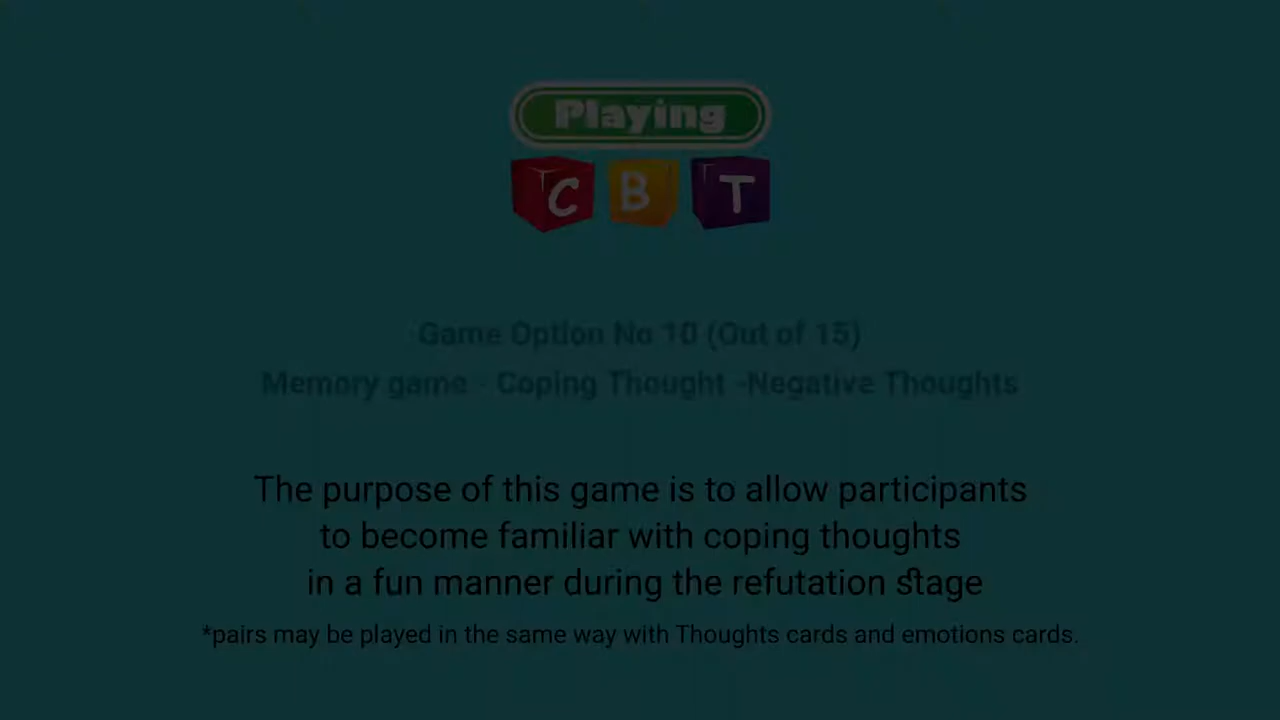 Playing
C B T
Game Option No 10 (Out of 15)
Memory game - Coping Thought -Negative Thoughts
The purpose of this game is to allow participants
to become familiar with coping thoughts
in a fun manner during the refutation stage
*pairs may be played in the same way with Thoughts cards and emotions cards.